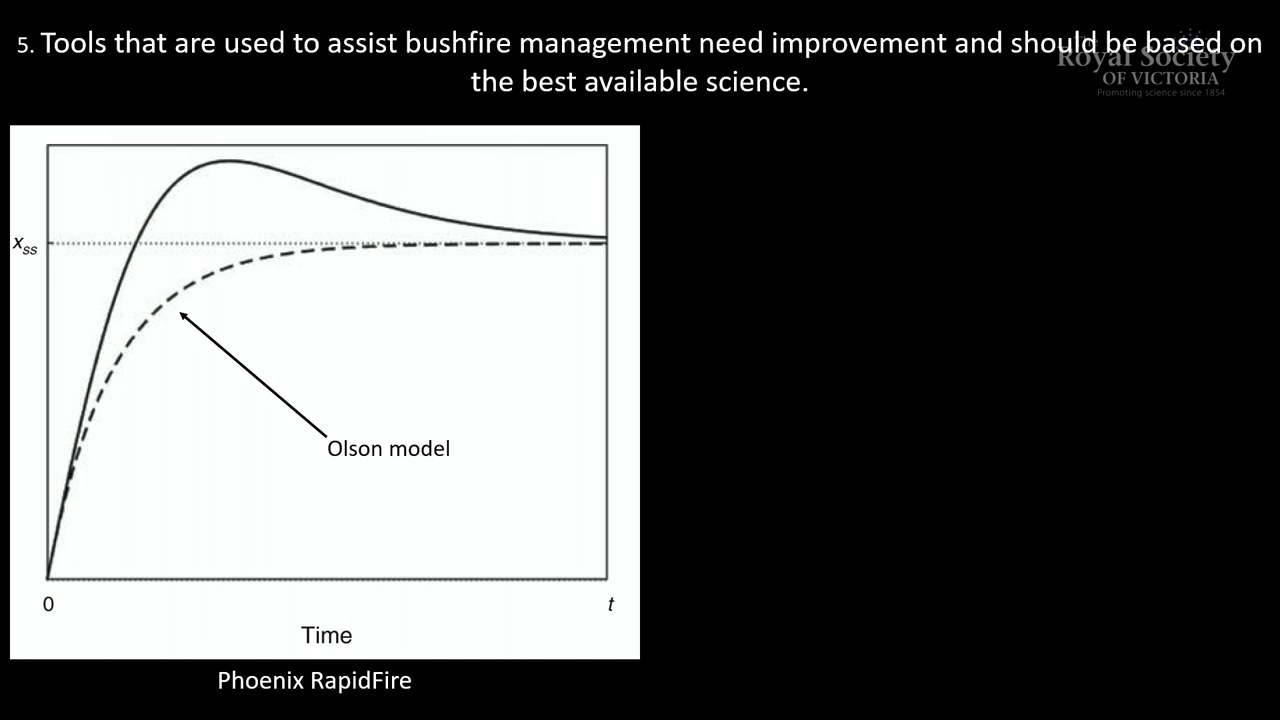 5. Tools that are used to assist bushfire management need improvement and should be based on
the best available science.
The
Royal Society
OF VICTORIA
Promoting science since 1854
xss
Olson model
0
t
Time
Phoenix RapidFire